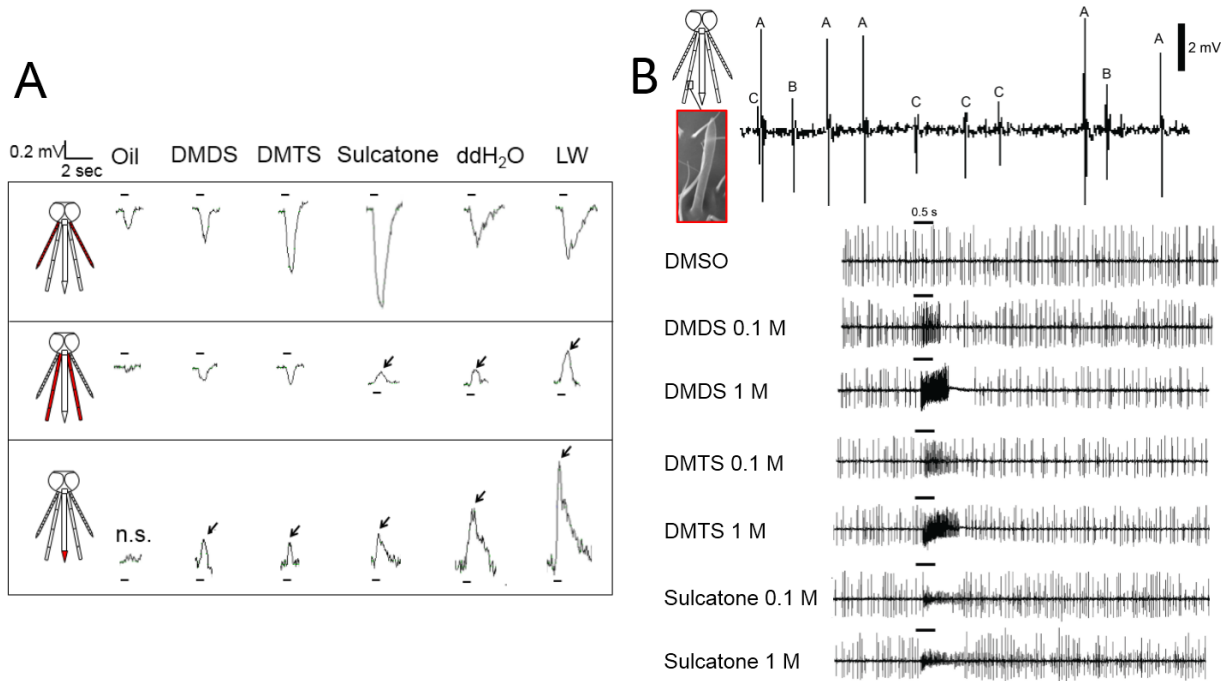 A
0.2 mV
2 sec
Oil
DMDS
DMTS
Sulcatone
ddH₂O
LW
n.s.
B
C
A
B
A
A
C
C
C
A
B
A
2 mV
0.5 s
DMSO
DMDS 0.1 M
DMDS 1 M
DMTS 0.1 M
DMTS 1 M
Sulcatone 0.1 M
Sulcatone 1 M